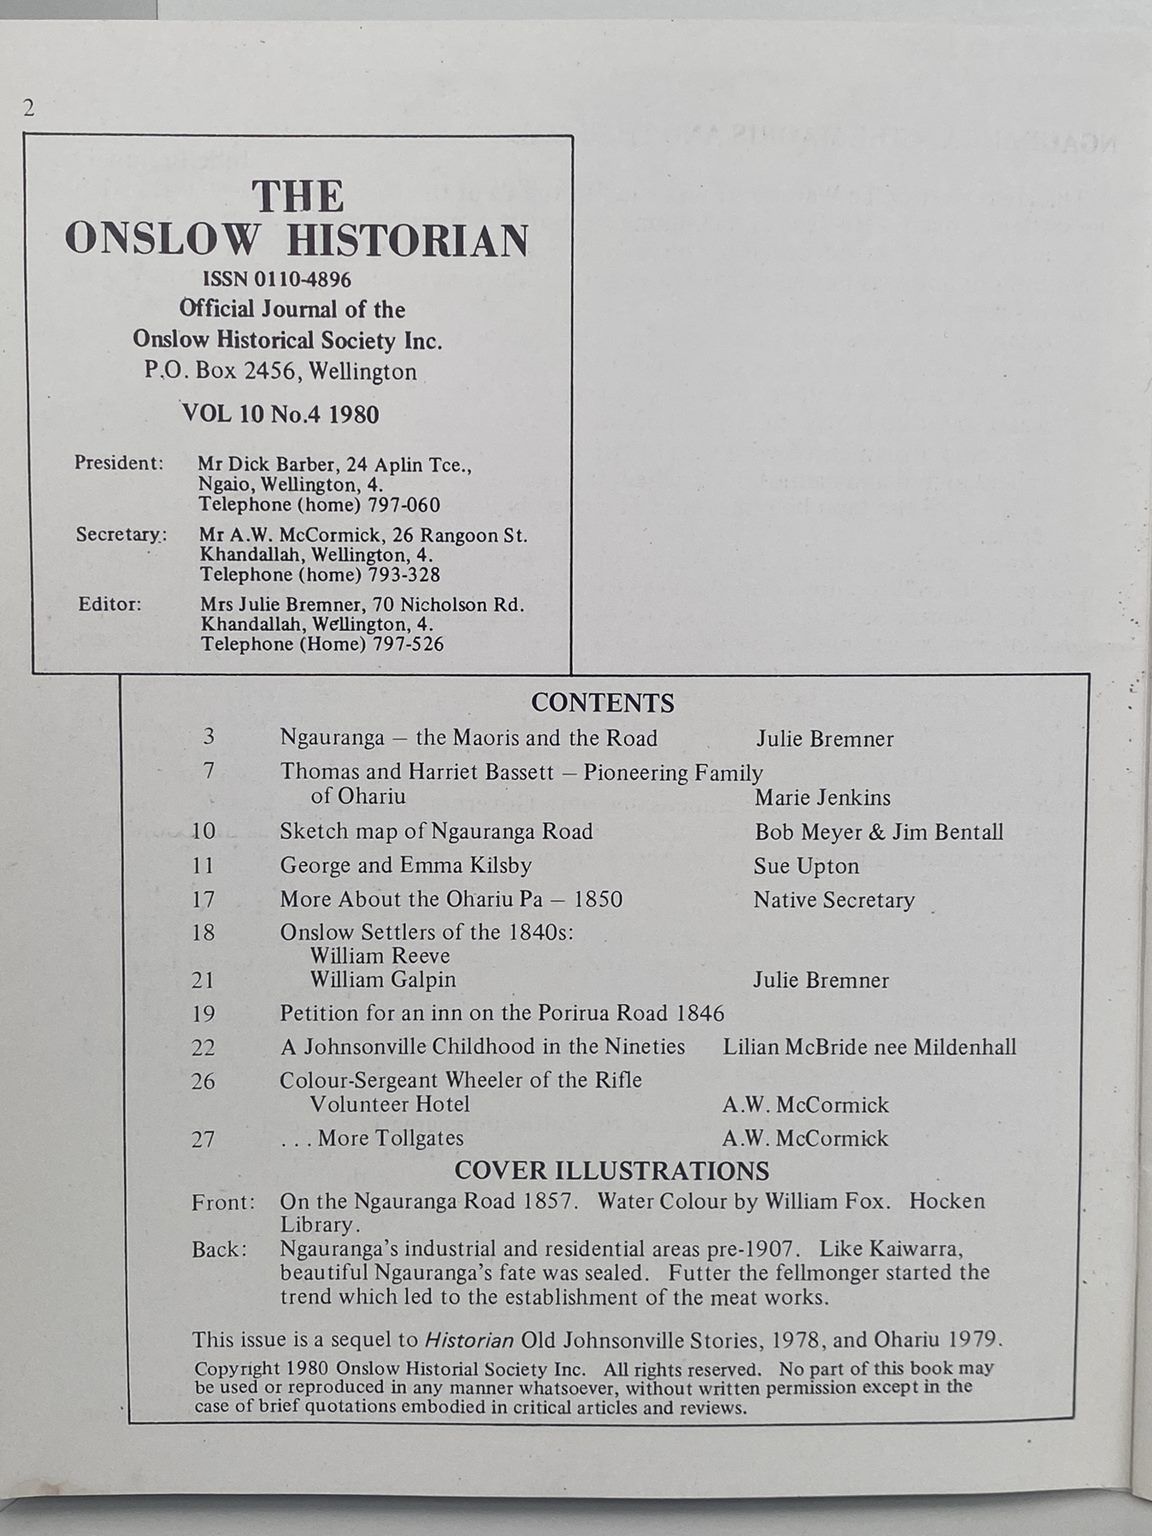 2
THE
ONSLOW HISTORIAN
ISSN 0110-4896
Official Journal of the
Onslow Historical Society Inc.
P.O. Box 2456, Wellington
VOL 10 No.4 1980
President: Mr Dick Barber, 24 Aplin Tce.,
Ngaio, Wellington, 4.
Telephone (home) 797-060
Secretary: Mr A.W. McCormick, 26 Rangoon St.
Khandallah, Wellington, 4.
Telephone (home) 793-328
Editor: Mrs Julie Bremner, 70 Nicholson Rd.
Khandallah, Wellington, 4.
Telephone (Home) 797-526
CONTENTS
3 Ngauranga – the Maoris and the Road Julie Bremner
7 Thomas and Harriet Bassett – Pioneering Family
of Ohariu Marie Jenkins
10 Sketch map of Ngauranga Road Bob Meyer & Jim Bentall
11 George and Emma Kilsby Sue Upton
17 More About the Ohariu Pa – 1850 Native Secretary
18 Onslow Settlers of the 1840s:
William Reeve
21 William Galpin Julie Bremner
19 Petition for an inn on the Porirua Road 1846
22 A Johnsonville Childhood in the Nineties Lilian McBride nee Mildenhall
26 Colour-Sergeant Wheeler of the Rifle
Volunteer Hotel A.W. McCormick
27 . . . More Tollgates A.W. McCormick
COVER ILLUSTRATIONS
Front: On the Ngauranga Road 1857. Water Colour by William Fox. Hocken
Library.
Back: Ngauranga's industrial and residential areas pre-1907. Like Kaiwarra,
beautiful Ngauranga's fate was sealed. Futter the fellmonger started the
trend which led to the establishment of the meat works.
This issue is a sequel to Historian Old Johnsonville Stories, 1978, and Ohariu 1979.
Copyright 1980 Onslow Historial Society Inc. All rights reserved. No part of this book may
be used or reproduced in any manner whatsoever, without written permission except in the
case of brief quotations embodied in critical articles and reviews.